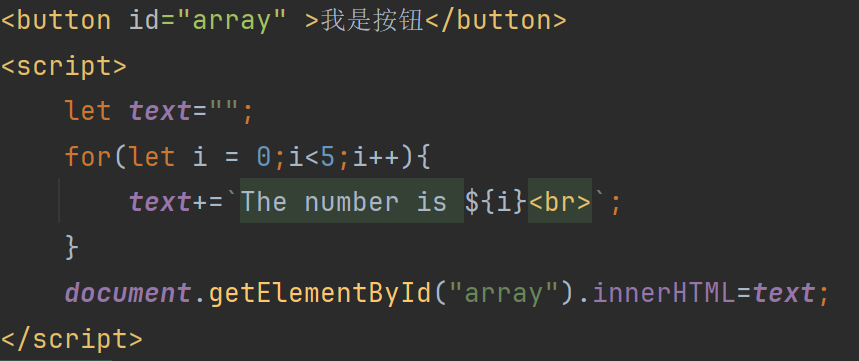 <button id="array" >我是按钮</button>
<script>
    let text="";
    for(let i = 0;i<5;i++){
        text+=`The number is ${i}<br>`;
    }
    document.getElementById("array").innerHTML=text;
</script>